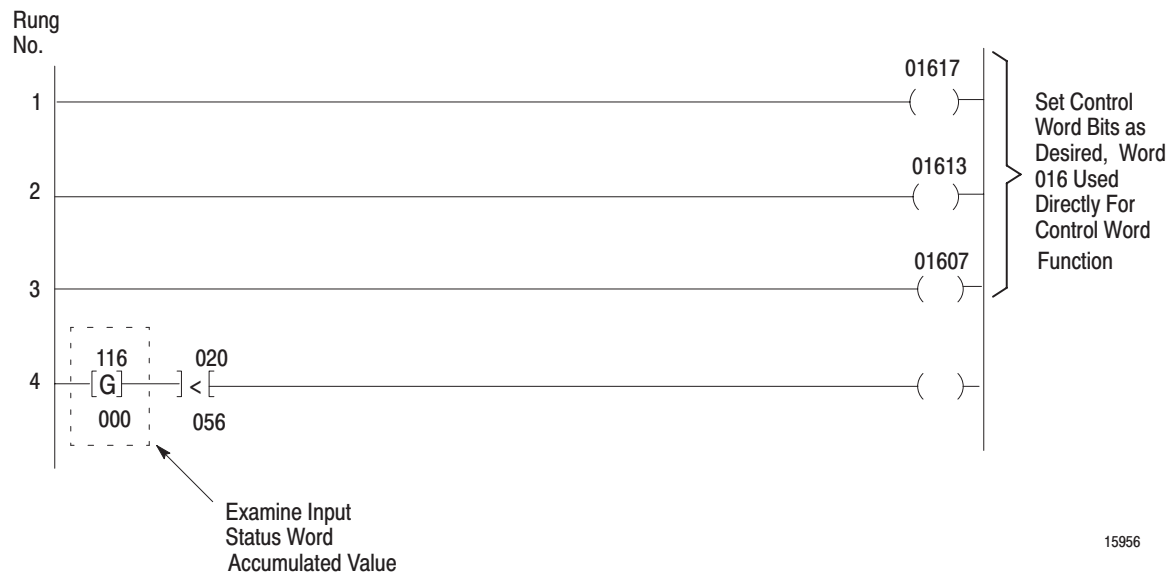 Rung
No.
1
01617
( )
2
01613
( )
3
01607
( )
Set Control
Word Bits as
Desired, Word
016 Used
Directly For
Control Word
Function
4
116
[G]
000
020
] < [
056
( )
Examine Input
Status Word
Accumulated Value
15956